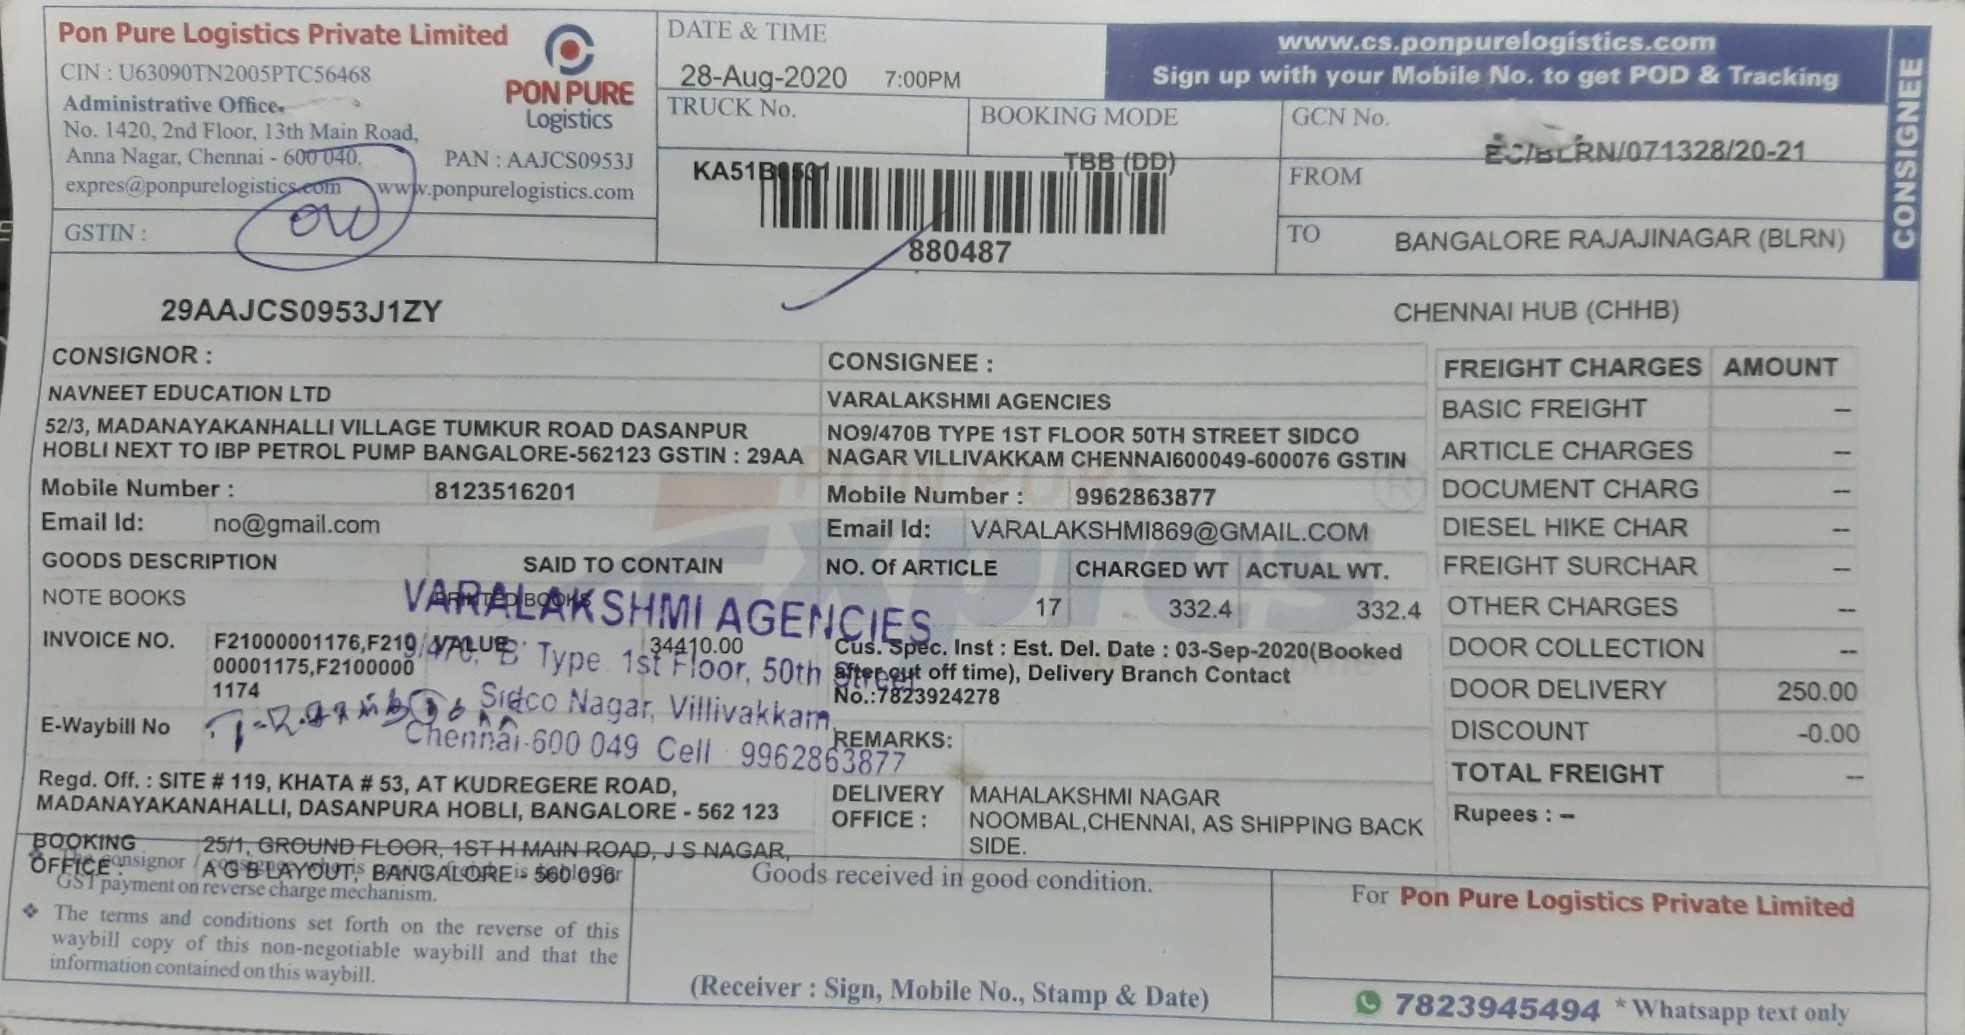 Pon Pure Logistics Private Limited
CIN : U63090TN2005PTC56468
Administrative Office.
No. 1420, 2nd Floor, 13th Main Road,
Anna Nagar, Chennai - 600 040.
PAN : AAJCS0953J
expres@ponpurelogistics.com
www.ponpurelogistics.com
PON PURE
Logistics
GSTIN :
29AAJCS0953J1ZY
DATE & TIME
28-Aug-2020 7:00PM
www.cs.ponpurelogistics.com
Sign up with your Mobile No. to get POD & Tracking
CONSIGNEE
TRUCK No.
KA51B0531
BOOKING MODE
TBB (DD)
880487
GCN No.
EC/BLRN/071328/20-21
FROM
TO
BANGALORE RAJAJINAGAR (BLRN)
CHENNAI HUB (CHHB)
CONSIGNOR :
NAVNEET EDUCATION LTD
52/3, MADANAYAKANHALLI VILLAGE TUMKUR ROAD DASANPUR
HOBLI NEXT TO IBP PETROL PUMP BANGALORE-562123 GSTIN : 29AA
Mobile Number : 8123516201
Email Id: no@gmail.com
CONSIGNEE :
VARALAKSHMI AGENCIES
NO9/470B TYPE 1ST FLOOR 50TH STREET SIDCO
NAGAR VILLIVAKKAM CHENNAI600049-600076 GSTIN
Mobile Number : 9962863877
Email Id: VARALAKSHMI869@GMAIL.COM
GOODS DESCRIPTION SAID TO CONTAIN NO. Of ARTICLE CHARGED WT ACTUAL WT.
NOTE BOOKS PRINTED BOOKS 17 332.4 332.4
INVOICE NO. F21000001176,F210 VALUE 34410.00
00001175,F2100000
1174
E-Waybill No
VARALAKSHMI AGENCIES
9/470, B Type 1st Floor, 50th Street
Sidco Nagar, Villivakkam,
Chennai-600 049 Cell 9962863877
Cus. Spec. Inst : Est. Del. Date : 03-Sep-2020(Booked
after cut off time), Delivery Branch Contact
No.:7823924278
REMARKS:
Regd. Off. : SITE # 119, KHATA # 53, AT KUDREGERE ROAD,
MADANAYAKANAHALLI, DASANPURA HOBLI, BANGALORE - 562 123
DELIVERY OFFICE :
MAHALAKSHMI NAGAR
NOOMBAL,CHENNAI, AS SHIPPING BACK
SIDE.
BOOKING OFFICE :
25/1, GROUND FLOOR, 1ST H MAIN ROAD, J S NAGAR,
A G B LAYOUT, BANGALORE - 560 096
FREIGHT CHARGES AMOUNT
BASIC FREIGHT --
ARTICLE CHARGES --
DOCUMENT CHARG --
DIESEL HIKE CHAR --
FREIGHT SURCHAR --
OTHER CHARGES --
DOOR COLLECTION --
DOOR DELIVERY 250.00
DISCOUNT -0.00
TOTAL FREIGHT --
Rupees : --
consignor /
GST payment on reverse charge mechanism.
❖ The terms and conditions set forth on the reverse of this
waybill copy of this non-negotiable waybill and that the
information contained on this waybill.
Goods received in good condition.
(Receiver : Sign, Mobile No., Stamp & Date)
For Pon Pure Logistics Private Limited
7823945494 * Whatsapp text only